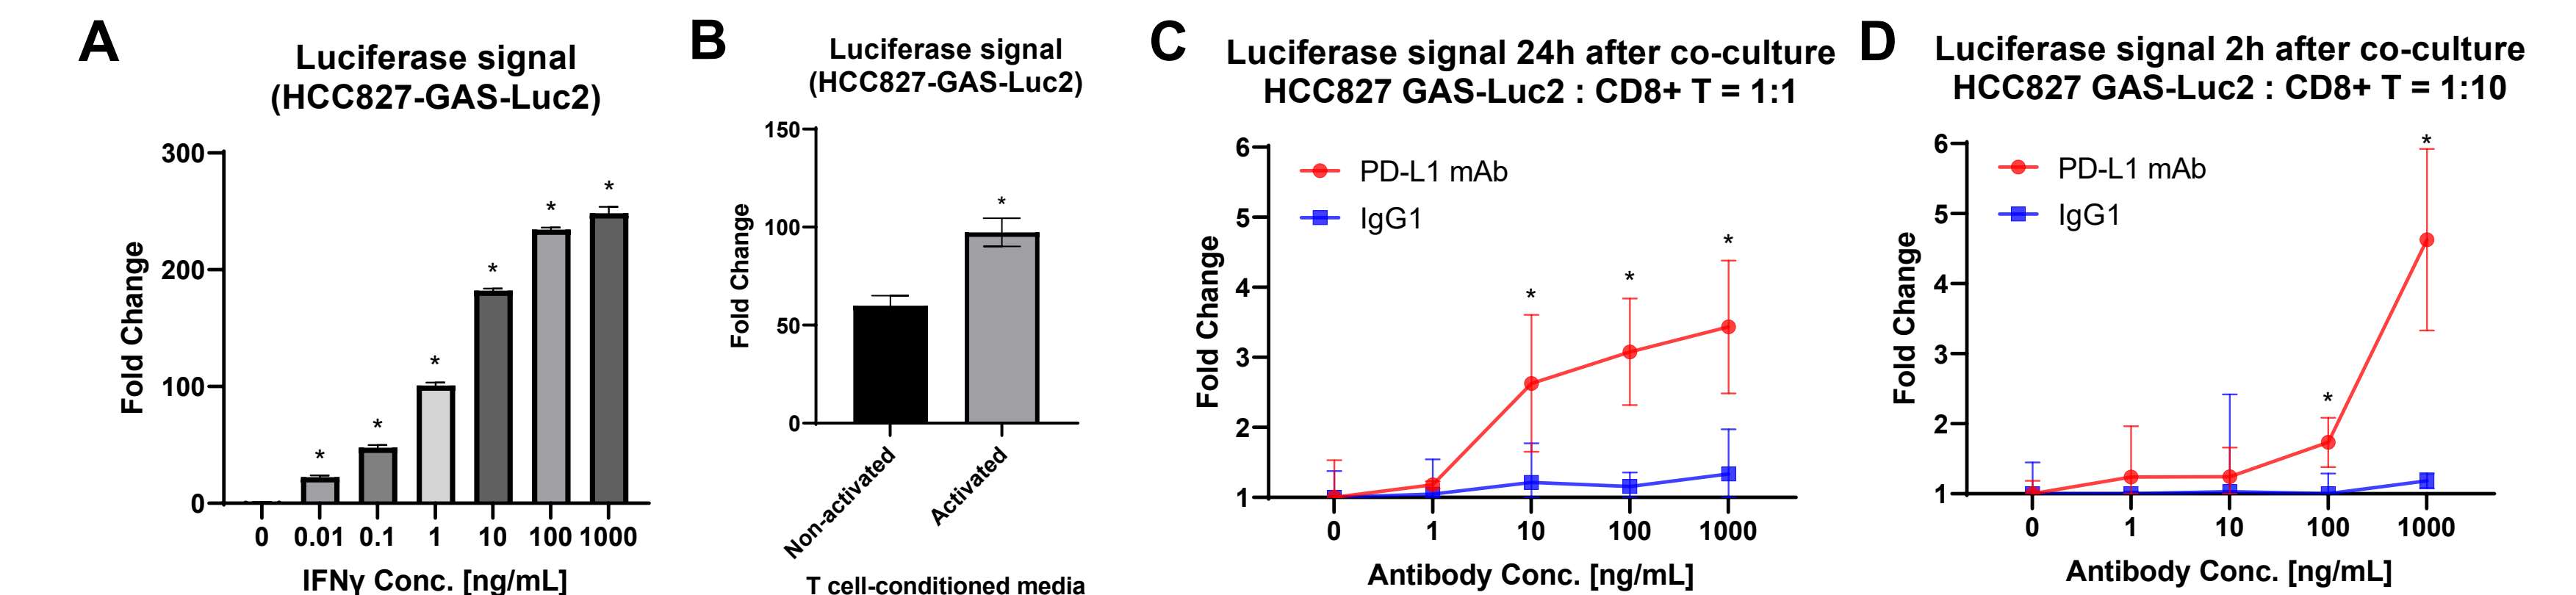 A
Luciferase signal
(HCC827-GAS-Luc2)
Fold Change
300
200
100
0
* * * * * *
0 0.01 0.1 1 10 100 1000
IFNγ Conc. [ng/mL]
B
Luciferase signal
(HCC827-GAS-Luc2)
Fold Change
150
100
50
0
*
Non-activated
Activated
T cell-conditioned media
C
Luciferase signal 24h after co-culture
HCC827 GAS-Luc2 : CD8+ T = 1:1
Fold Change
6
5
4
3
2
1
PD-L1 mAb
IgG1
* * *
0 1 10 100 1000
Antibody Conc. [ng/mL]
D
Luciferase signal 2h after co-culture
HCC827 GAS-Luc2 : CD8+ T = 1:10
Fold Change
6
5
4
3
2
1
PD-L1 mAb
IgG1
* *
0 1 10 100 1000
Antibody Conc. [ng/mL]